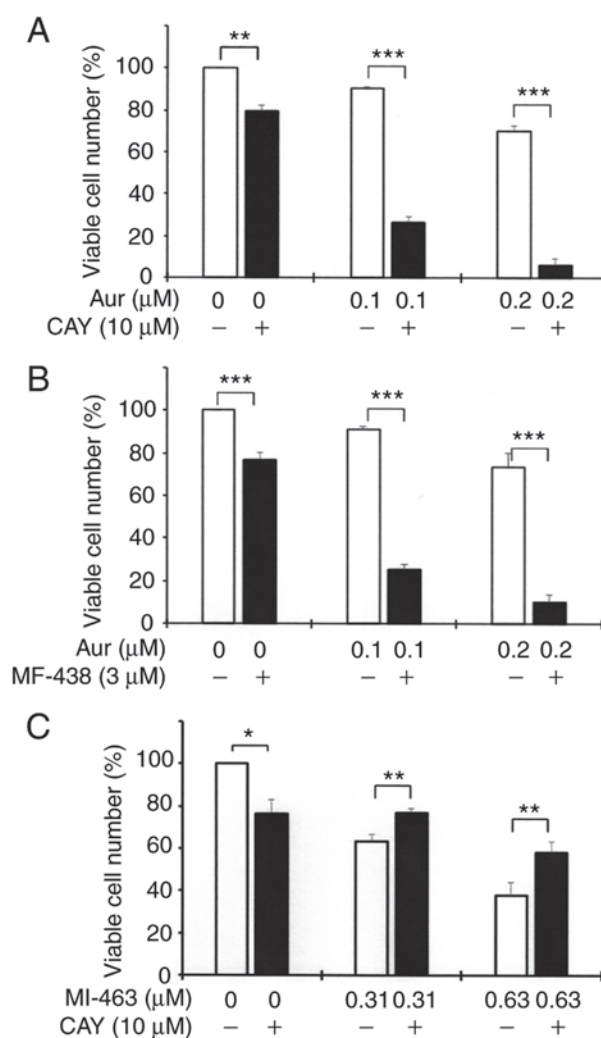 A
Viable cell number (%)
100
80
60
40
20
0
** *** ***
Aur (μM) 0 0 0.1 0.1 0.2 0.2
CAY (10 μM) − + − + − +
B
Viable cell number (%)
100
80
60
40
20
0
*** *** ***
Aur (μM) 0 0 0.1 0.1 0.2 0.2
MF-438 (3 μM) − + − + − +
C
Viable cell number (%)
100
80
60
40
20
0
* ** **
MI-463 (μM) 0 0 0.31 0.31 0.63 0.63
CAY (10 μM) − + − + − +